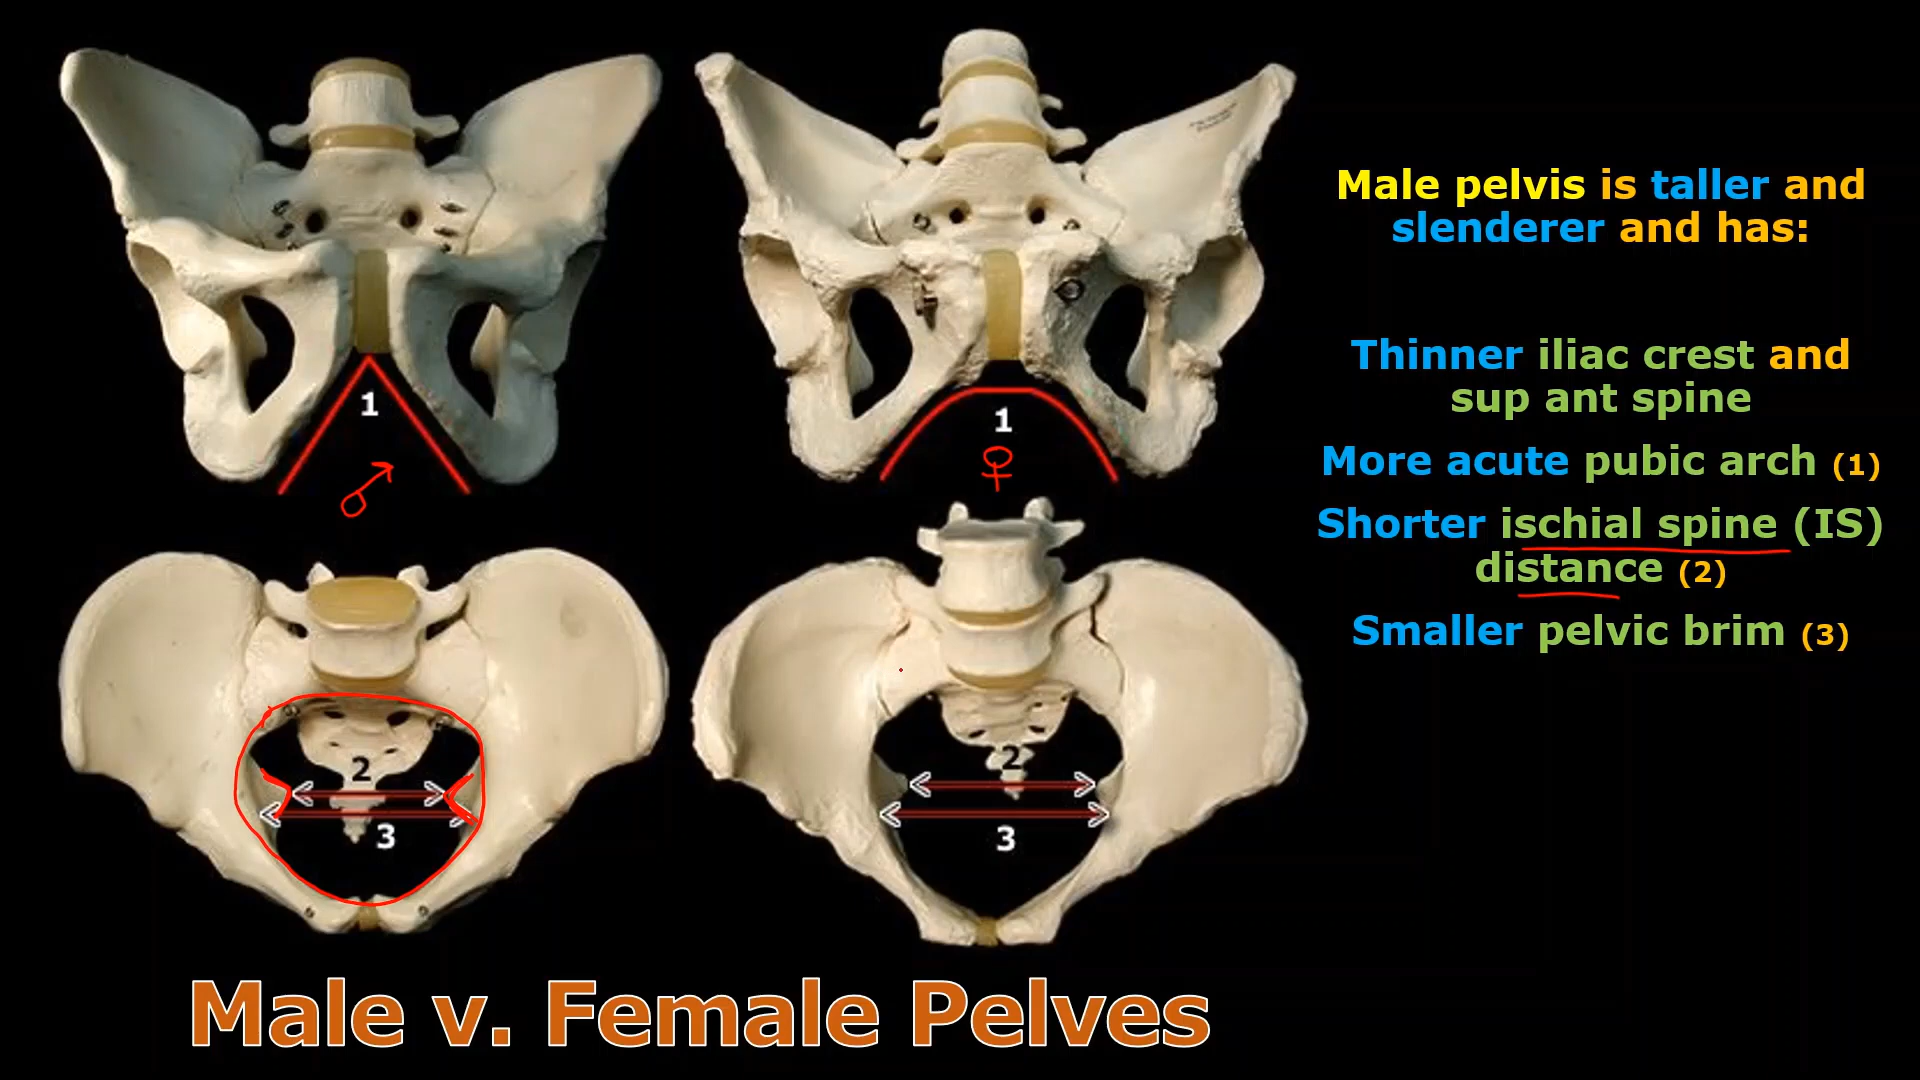 Male pelvis is taller and
slenderer and has:
Thinner iliac crest and
sup ant spine
More acute pubic arch (1)
Shorter ischial spine (IS)
distance (2)
Smaller pelvic brim (3)
1
1
2
3
2
3
Male v. Female Pelves